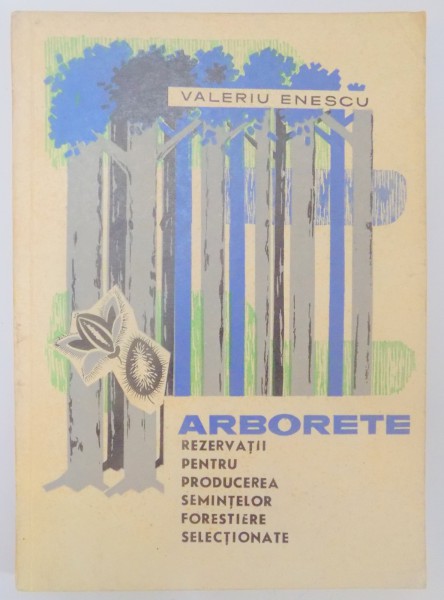 VALERIU ENESCU
ARBORETE
REZERVAȚII
PENTRU
PRODUCEREA
SEMINȚELOR
FORESTIERE
SELECȚIONATE